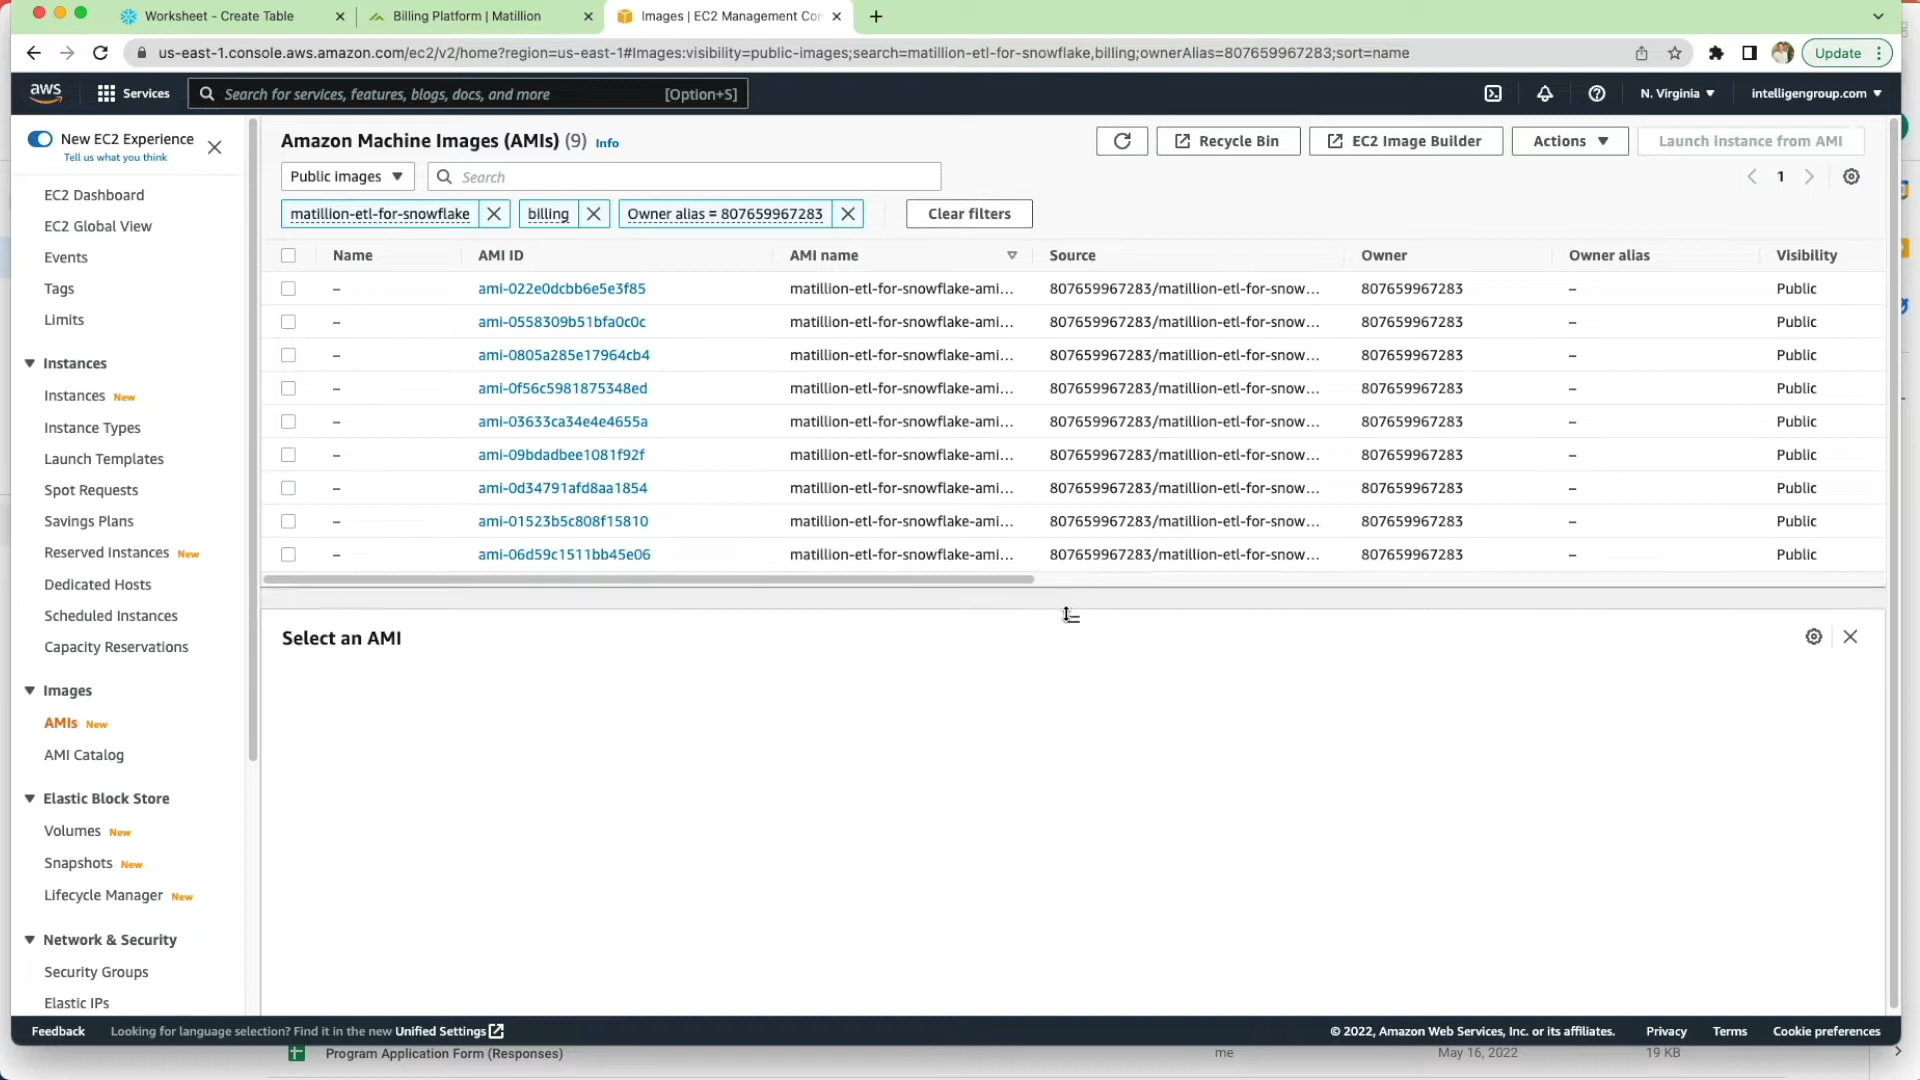 Worksheet - Create Table
Billing Platform | Matillion
Images | EC2 Management Co
us-east-1.console.aws.amazon.com/ec2/v2/home?region=us-east-1#Images:visibility=public-images;search=matillion-etl-for-snowflake,billing;ownerAlias=807659967283;sort=name
Update
aws
Services
Search for services, features, blogs, docs, and more
[Option+S]
N. Virginia
intelligengroup.com
New EC2 Experience
Tell us what you think
EC2 Dashboard
EC2 Global View
Events
Tags
Limits
Instances
Instances New
Instance Types
Launch Templates
Spot Requests
Savings Plans
Reserved Instances New
Dedicated Hosts
Scheduled Instances
Capacity Reservations
Images
AMIs New
AMI Catalog
Elastic Block Store
Volumes New
Snapshots New
Lifecycle Manager New
Network & Security
Security Groups
Elastic IPs
Amazon Machine Images (AMIs) (9) Info
Recycle Bin
EC2 Image Builder
Actions
Launch instance from AMI
Public images
Search
1
matillion-etl-for-snowflake
billing
Owner alias = 807659967283
Clear filters
Name AMI ID AMI name Source Owner Owner alias Visibility
– ami-022e0dcbb6e5e3f85 matillion-etl-for-snowflake-ami... 807659967283/matillion-etl-for-snow... 807659967283 – Public
– ami-0558309b51bfa0c0c matillion-etl-for-snowflake-ami... 807659967283/matillion-etl-for-snow... 807659967283 – Public
– ami-0805a285e17964cb4 matillion-etl-for-snowflake-ami... 807659967283/matillion-etl-for-snow... 807659967283 – Public
– ami-0f56c5981875348ed matillion-etl-for-snowflake-ami... 807659967283/matillion-etl-for-snow... 807659967283 – Public
– ami-03633ca34e4e4655a matillion-etl-for-snowflake-ami... 807659967283/matillion-etl-for-snow... 807659967283 – Public
– ami-09bdadbee1081f92f matillion-etl-for-snowflake-ami... 807659967283/matillion-etl-for-snow... 807659967283 – Public
– ami-0d34791afd8aa1854 matillion-etl-for-snowflake-ami... 807659967283/matillion-etl-for-snow... 807659967283 – Public
– ami-01523b5c808f15810 matillion-etl-for-snowflake-ami... 807659967283/matillion-etl-for-snow... 807659967283 – Public
– ami-06d59c1511bb45e06 matillion-etl-for-snowflake-ami... 807659967283/matillion-etl-for-snow... 807659967283 – Public
Select an AMI
Feedback
Looking for language selection? Find it in the new Unified Settings
© 2022, Amazon Web Services, Inc. or its affiliates.
Privacy
Terms
Cookie preferences
Program Application Form (Responses) me May 16, 2022 19 KB